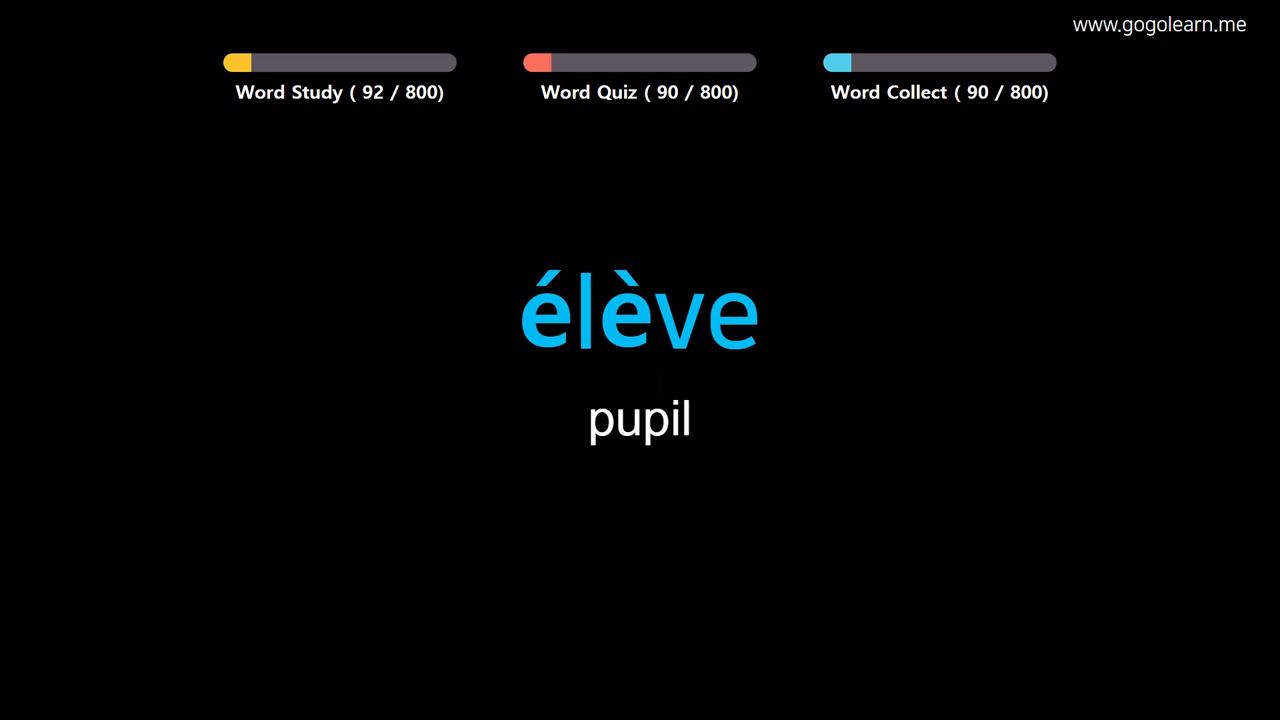 www.gogolearn.me
Word Study ( 92 / 800)
Word Quiz ( 90 / 800)
Word Collect ( 90 / 800)
élève
pupil